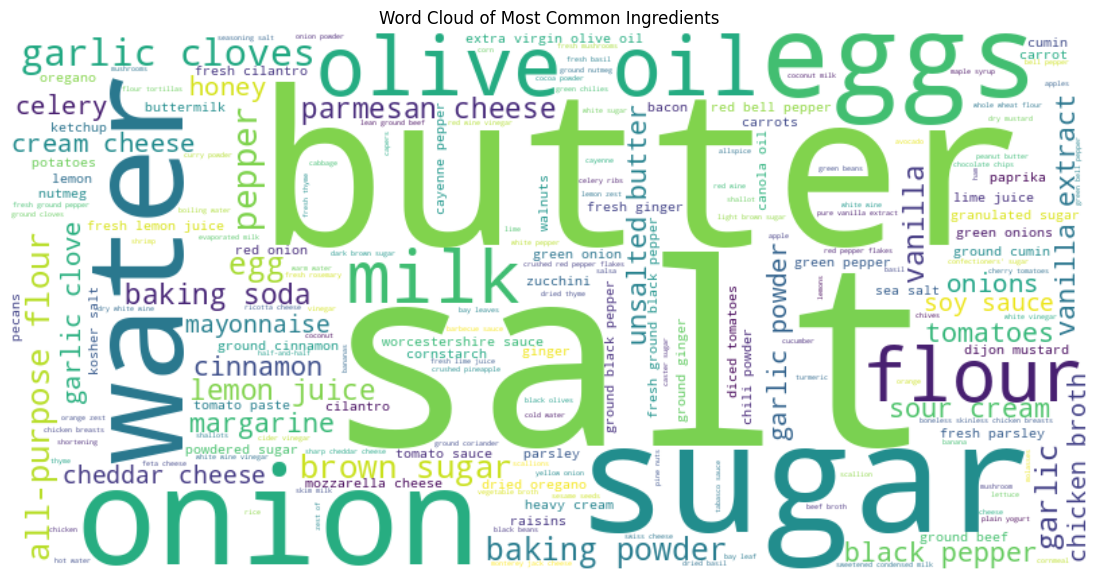 Word Cloud of Most Common Ingredients
seasoning salt
onion powder
extra virgin olive oil
corn
fresh mushrooms
cumin
garlic cloves
olive oil
eggs
carrot
bell pepper
mushrooms
fresh cilantro
fresh basil
ground nutmeg
cocoa powder
coconut milk
maple syrup
apples
oregano
flour tortillas
honey
green chilies
celery
buttermilk
parmesan cheese
white sugar
bacon
red bell pepper
whole wheat flour
dry mustard
ketchup
lean ground beef
red wine vinegar
carrots
cream cheese
water
butter
pepper
cayenne pepper
capers
cabbage
curry powder
cayenne
allspice
canola oil
green beans
avocado
peanut butter
chocolate chips
green bell pepper
potatoes
lemon
nutmeg
fresh thyme
celery ribs
lemon zest
walnuts
unsalted butter
red wine
shallot
ham
white wine
pure vanilla extract
vanilla
paprika
lime juice
vanilla extract
fresh ground pepper
ground cloves
boiling water
fresh ginger
light brown sugar
granulated sugar
fresh lemon juice
shrimp
evaporated milk
lime
white pepper
apple
green onions
red onion
dark brown sugar
green onion
crushed red pepper flakes
red pepper flakes
ground cumin
egg
warm water
fresh rosemary
salsa
green pepper
basil
confectioners' sugar
cherry tomatoes
milk
zucchini
dried thyme
lemons
onions
baking soda
ricotta cheese
sea salt
soy sauce
pecans
kosher salt
all-purpose flour
garlic clove
dry white wine
vinegar
coconut
bay leaves
chives
white vinegar
mayonnaise
barbecue sauce
tomatoes
ground cinnamon
half-and-half
worcestershire sauce
cornstarch
ginger
cucumber
dijon mustard
cinnamon
bananas
fresh lime juice
crushed pineapple
caster sugar
salt
flour
ground black pepper
fresh ground black pepper
ground ginger
diced tomatoes
chili powder
garlic powder
turmeric
orange
boneless skinless chicken breasts
lemon juice
tomato paste
cilantro
black olives
cold water
sour cream
orange zest
chicken breasts
margarine
cider vinegar
banana
shortening
shallots
fresh parsley
white wine vinegar
ground coriander
powdered sugar
sharp cheddar cheese
tomato sauce
parsley
thyme
feta cheese
scallions
yellow onion
pine nuts
scallion
garlic
chicken broth
cheddar cheese
brown sugar
sugar
skim milk
mozzarella cheese
dried oregano
vegetable broth
sesame seeds
tabasco sauce
beef broth
mushroom
lettuce
cheese
onion
rice
zest of
heavy cream
raisins
plain yogurt
chicken
black beans
swiss cheese
ground beef
baking powder
bay leaf
black pepper
hot water
monterey jack cheese
dried basil
sweetened condensed milk
cornmeal